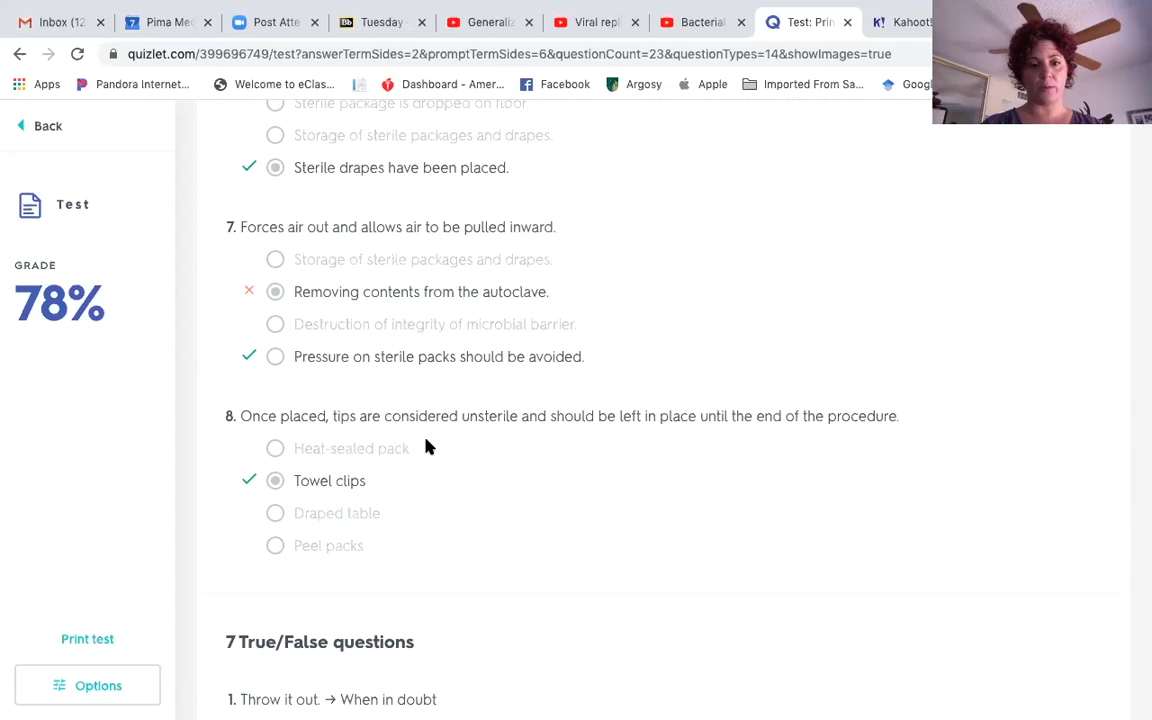 Inbox (12
Pima Mec
Post Atte
Tuesday -
Generaliz
Viral repl
Bacterial
Test: Prin
Kahoot!
quizlet.com/399696749/test?answerTermSides=2&promptTermSides=6&questionCount=23&questionTypes=14&showImages=true
Apps
Pandora Internet...
Welcome to eClas...
Dashboard - Amer...
Facebook
Argosy
Apple
Imported From Sa...
Googl
Back
Test
GRADE
78%
Sterile package is dropped on floor
Storage of sterile packages and drapes.
Sterile drapes have been placed.
7. Forces air out and allows air to be pulled inward.
Storage of sterile packages and drapes.
Removing contents from the autoclave.
Destruction of integrity of microbial barrier.
Pressure on sterile packs should be avoided.
8. Once placed, tips are considered unsterile and should be left in place until the end of the procedure.
Heat-sealed pack
Towel clips
Draped table
Peel packs
7 True/False questions
1. Throw it out. → When in doubt
Print test
Options